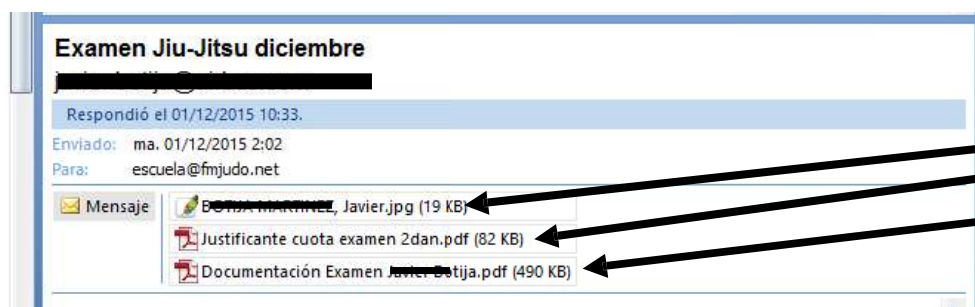 Examen Jiu-Jitsu diciembre
Respondió el 01/12/2015 10:33.
Enviado: ma. 01/12/2015 2:02
Para: escuela@fmjudo.net
Mensaje
, Javier.jpg (19 KB)
Justificante cuota examen 2dan.pdf (82 KB)
Documentación Examen .pdf (490 KB)